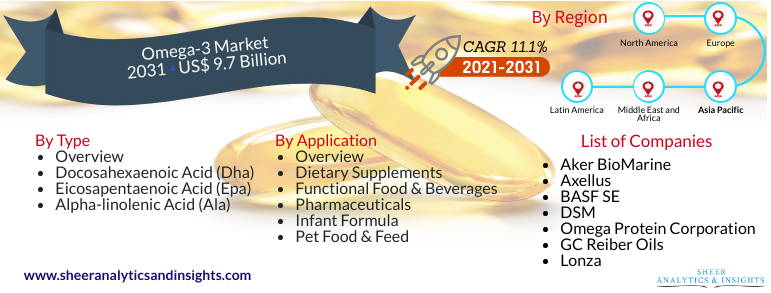 Omega-3 Market
2031 - US$ 9.7 Billion
CAGR 11.1%
2021-2031
By Region
North America
Europe
Latin America
Middle East and
Africa
Asia Pacific
By Type
• Overview
• Docosahexaenoic Acid (Dha)
• Eicosapentaenoic Acid (Epa)
• Alpha-linolenic Acid (Ala)
By Application
• Overview
• Dietary Supplements
• Functional Food & Beverages
• Pharmaceuticals
• Infant Formula
• Pet Food & Feed
List of Companies
• Aker BioMarine
• Axellus
• BASF SE
• DSM
• Omega Protein Corporation
• GC Reiber Oils
• Lonza
www.sheeranalyticsandinsights.com
SHEER
ANALYTICS & INSIGHTS